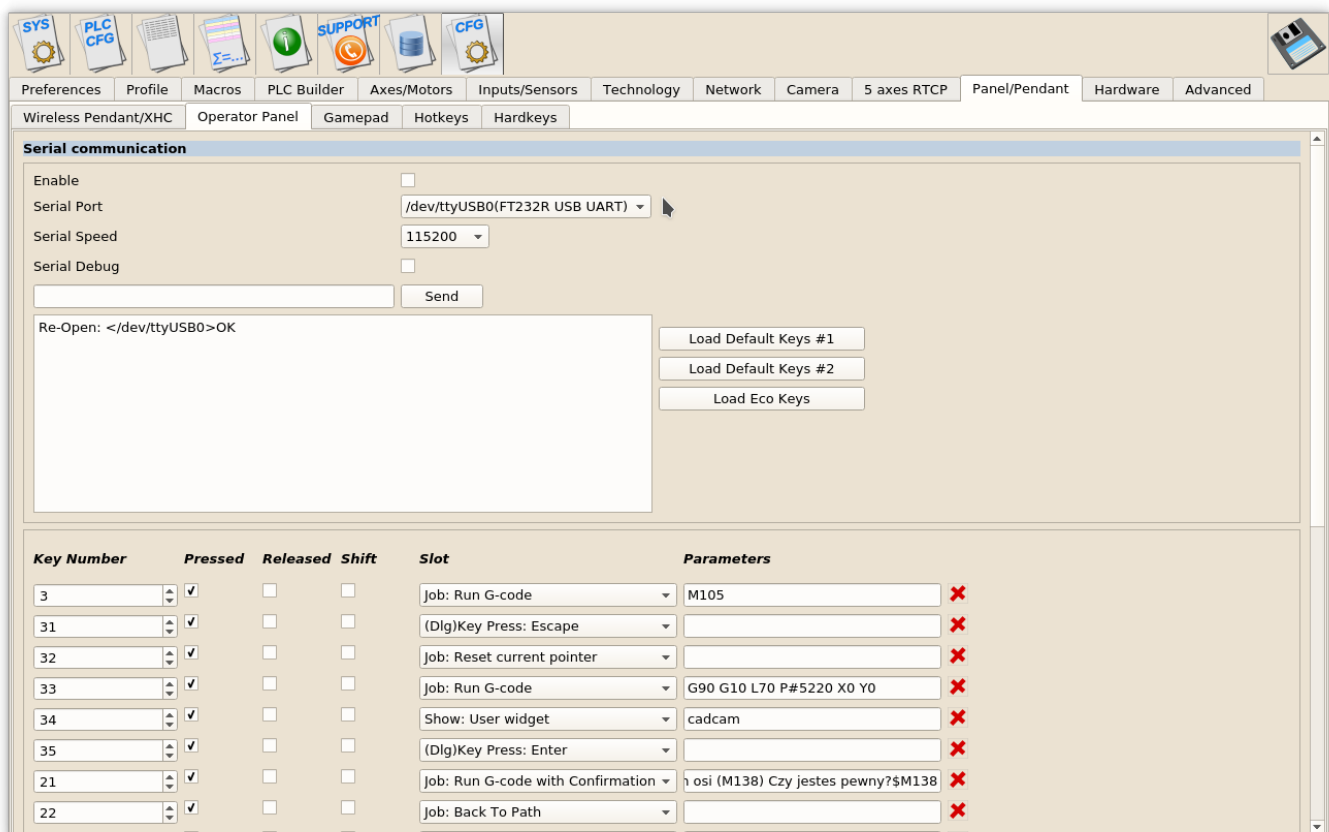 SYS PLC CFG Σ=... SUPPORT CFG
Preferences Profile Macros PLC Builder Axes/Motors Inputs/Sensors Technology Network Camera 5 axes RTCP Panel/Pendant Hardware Advanced
Wireless Pendant/XHC Operator Panel Gamepad Hotkeys Hardkeys
Serial communication
Enable
Serial Port /dev/ttyUSB0(FT232R USB UART)
Serial Speed 115200
Serial Debug
Send
Re-Open: </dev/ttyUSB0>OK
Load Default Keys #1
Load Default Keys #2
Load Eco Keys
Key Number Pressed Released Shift Slot Parameters
3 Job: Run G-code M105
31 (Dlg)Key Press: Escape
32 Job: Reset current pointer
33 Job: Run G-code G90 G10 L70 P#5220 X0 Y0
34 Show: User widget cadcam
35 (Dlg)Key Press: Enter
21 Job: Run G-code with Confirmation osi (M138) Czy jestes pewny?$M138
22 Job: Back To Path